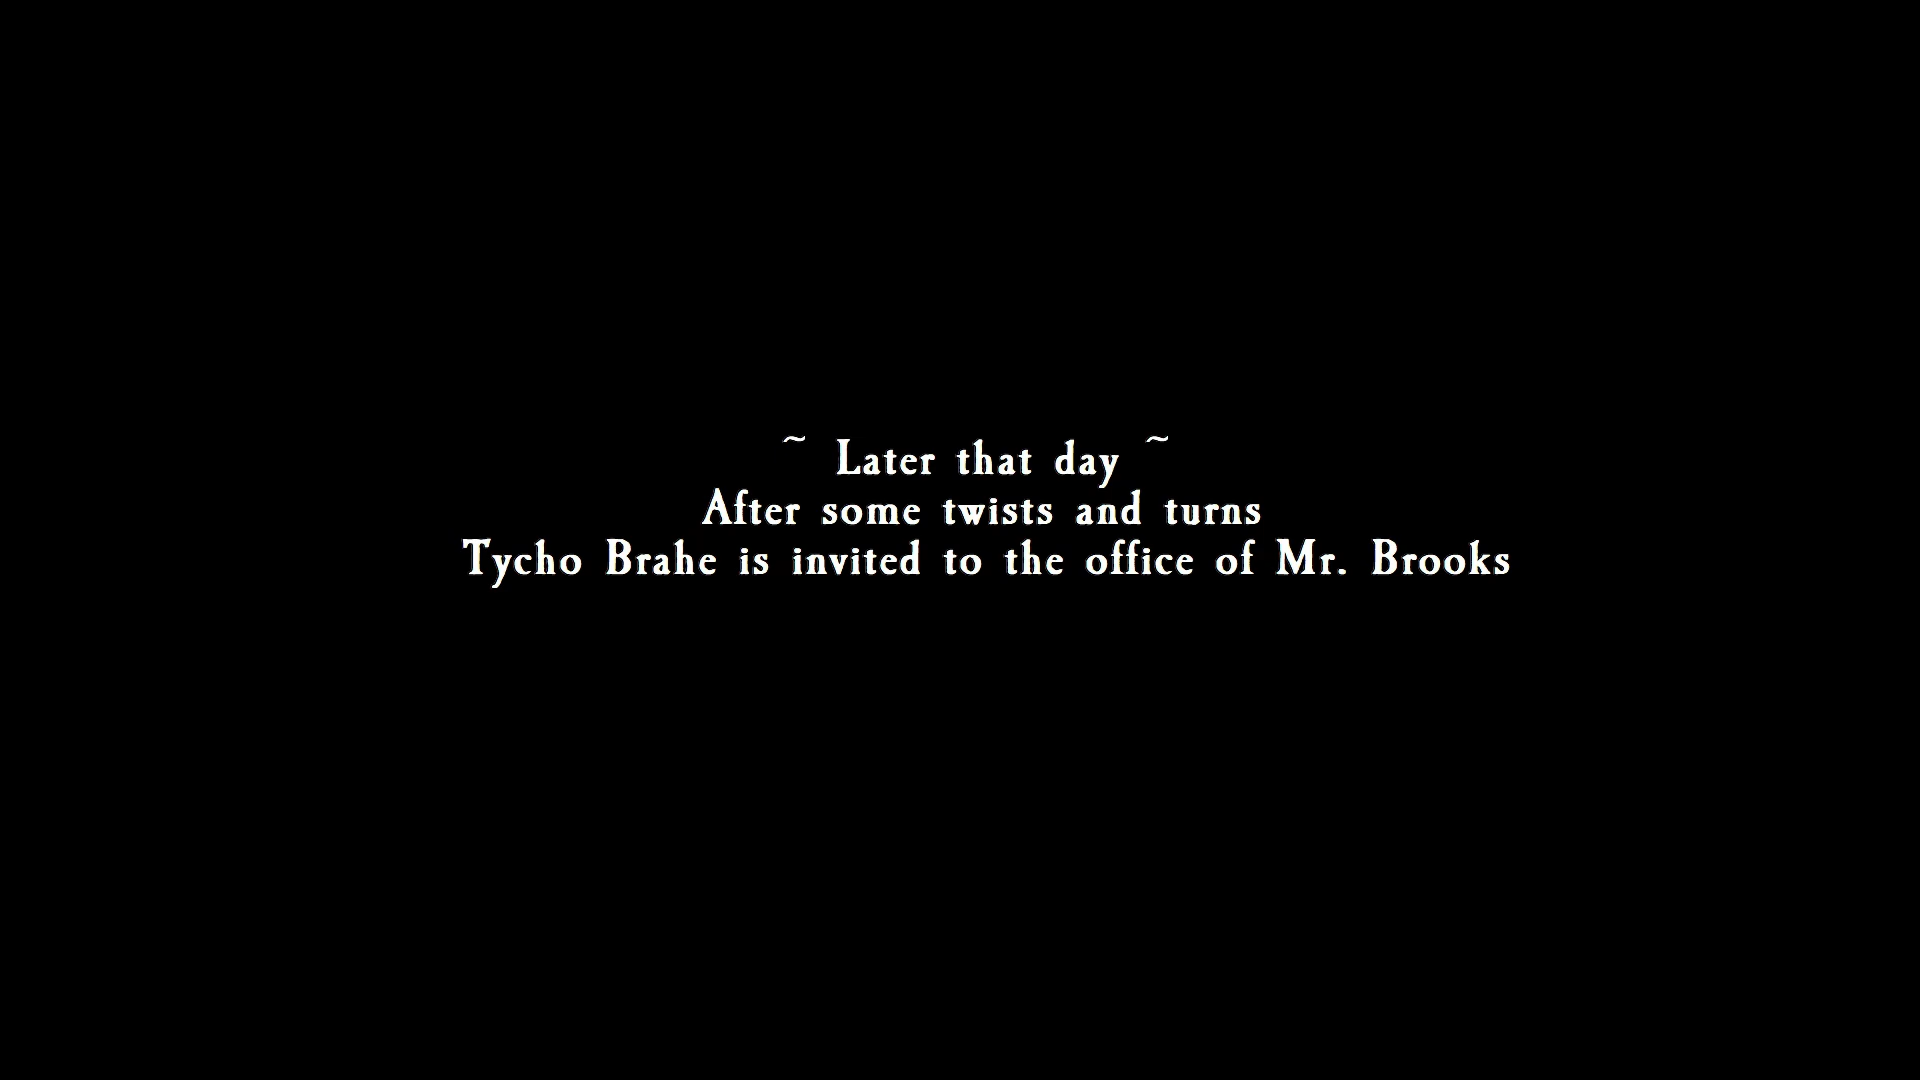 ~ Later that day ~
After some twists and turns
Tycho Brahe is invited to the office of Mr. Brooks